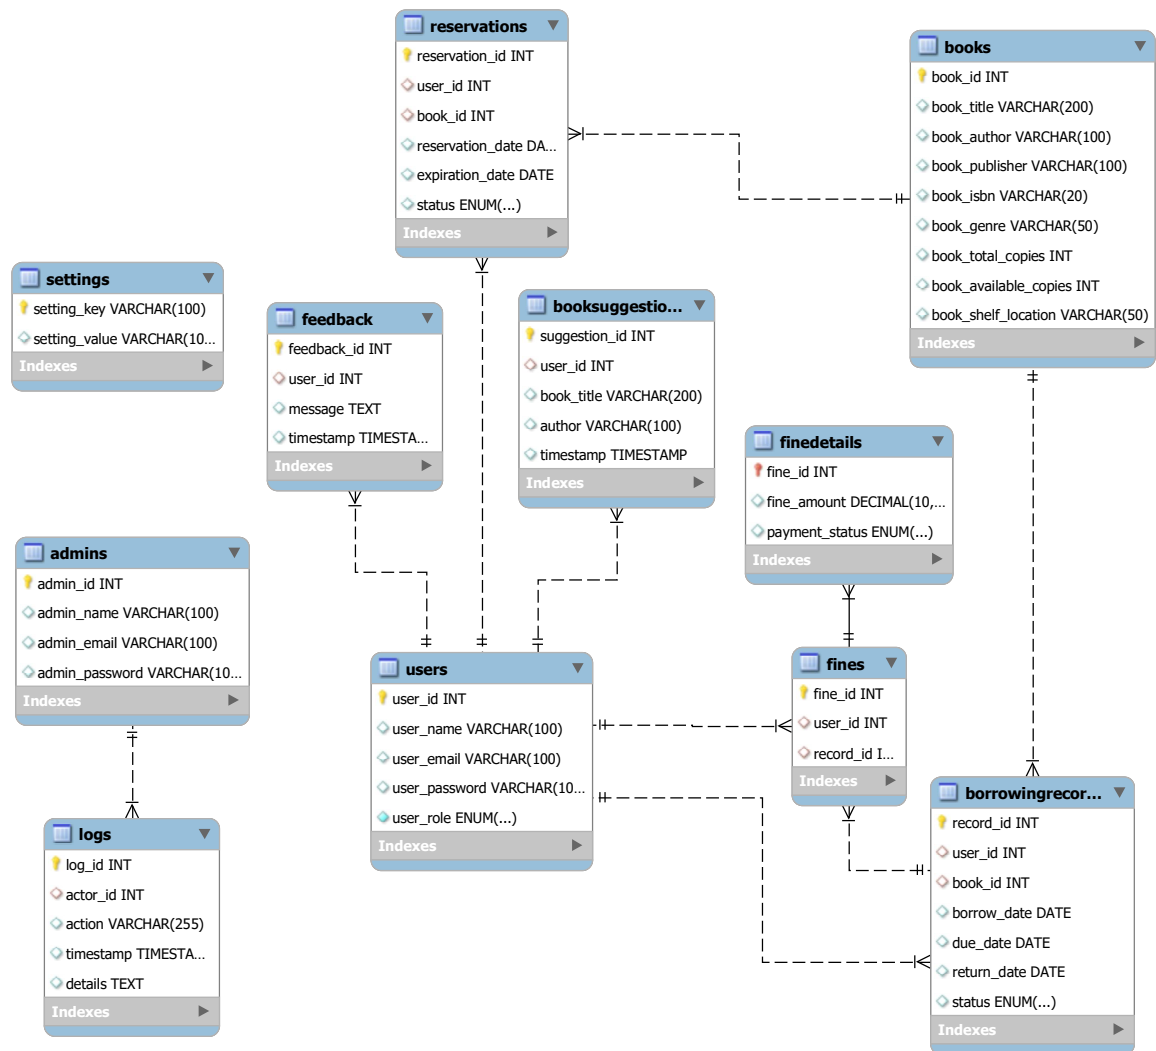 reservations
reservation_id INT
user_id INT
book_id INT
reservation_date DA...
expiration_date DATE
status ENUM(...)
Indexes
books
book_id INT
book_title VARCHAR(200)
book_author VARCHAR(100)
book_publisher VARCHAR(100)
book_isbn VARCHAR(20)
book_genre VARCHAR(50)
book_total_copies INT
book_available_copies INT
book_shelf_location VARCHAR(50)
Indexes
settings
setting_key VARCHAR(100)
setting_value VARCHAR(10...
Indexes
feedback
feedback_id INT
user_id INT
message TEXT
timestamp TIMESTA...
Indexes
booksuggestio...
suggestion_id INT
user_id INT
book_title VARCHAR(200)
author VARCHAR(100)
timestamp TIMESTAMP
Indexes
finedetails
fine_id INT
fine_amount DECIMAL(10,...
payment_status ENUM(...)
Indexes
admins
admin_id INT
admin_name VARCHAR(100)
admin_email VARCHAR(100)
admin_password VARCHAR(10...
Indexes
users
user_id INT
user_name VARCHAR(100)
user_email VARCHAR(100)
user_password VARCHAR(10...
user_role ENUM(...)
Indexes
fines
fine_id INT
user_id INT
record_id I...
Indexes
borrowingrecor...
record_id INT
user_id INT
book_id INT
borrow_date DATE
due_date DATE
return_date DATE
status ENUM(...)
Indexes
logs
log_id INT
actor_id INT
action VARCHAR(255)
timestamp TIMESTA...
details TEXT
Indexes